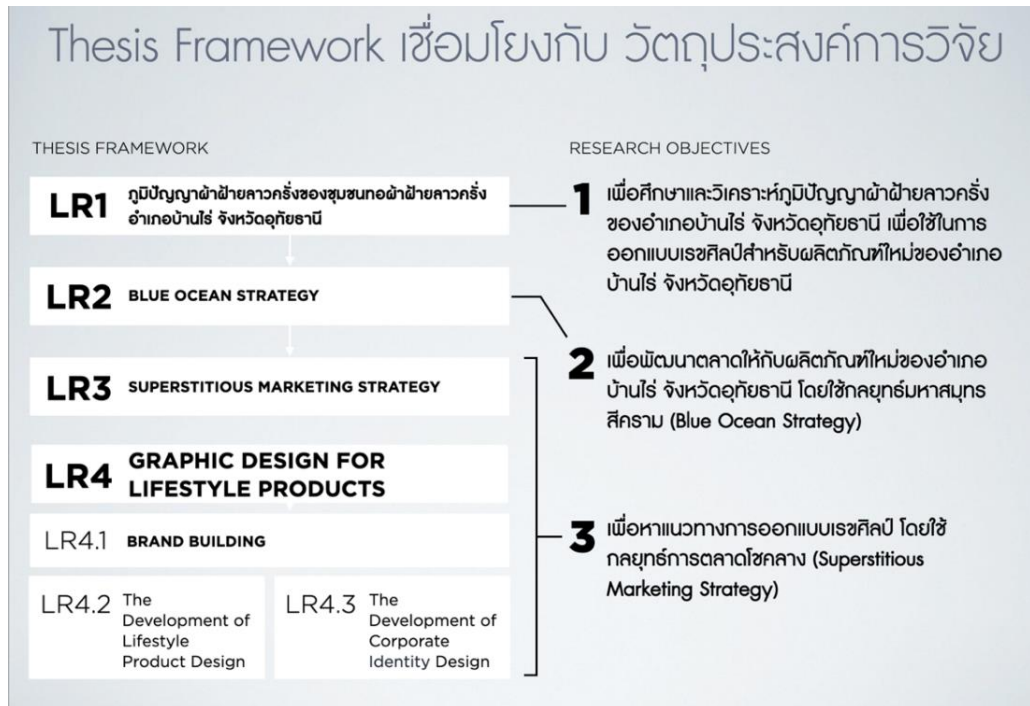 Thesis Framework เชื่อมโยงกับ วัตถุประสงค์การวิจัย
THESIS FRAMEWORK
LR1
ภูมิปัญญาผ้าฝ้ายลาวครั่งของชุมชนทอผ้าฝ้ายลาวครั่ง
อำเภอบ้านไร่ จังหวัดอุทัยธานี
LR2 BLUE OCEAN STRATEGY
LR3 SUPERSTITIOUS MARKETING STRATEGY
LR4
GRAPHIC DESIGN FOR
LIFESTYLE PRODUCTS
LR4.1 BRAND BUILDING
LR4.2 The
Development of
Lifestyle
Product Design
LR4.3 The
Development of
Corporate
Identity Design
RESEARCH OBJECTIVES
1 เพื่อศึกษาและวิเคราะห์ภูมิปัญญาผ้าฝ้ายลาวครั่ง
ของอำเภอบ้านไร่ จังหวัดอุทัยธานี เพื่อใช้ในการ
ออกแบบเรขศิลป์สำหรับผลิตภัณฑ์ใหม่ของอำเภอ
บ้านไร่ จังหวัดอุทัยธานี
2 เพื่อพัฒนาตลาดให้กับผลิตภัณฑ์ใหม่ของอำเภอ
บ้านไร่ จังหวัดอุทัยธานี โดยใช้กลยุทธ์มหาสมุทร
สีคราม (Blue Ocean Strategy)
3 เพื่อหาแนวทางการออกแบบเรขศิลป์ โดยใช้
กลยุทธ์การตลาดโชคลาง (Superstitious
Marketing Strategy)